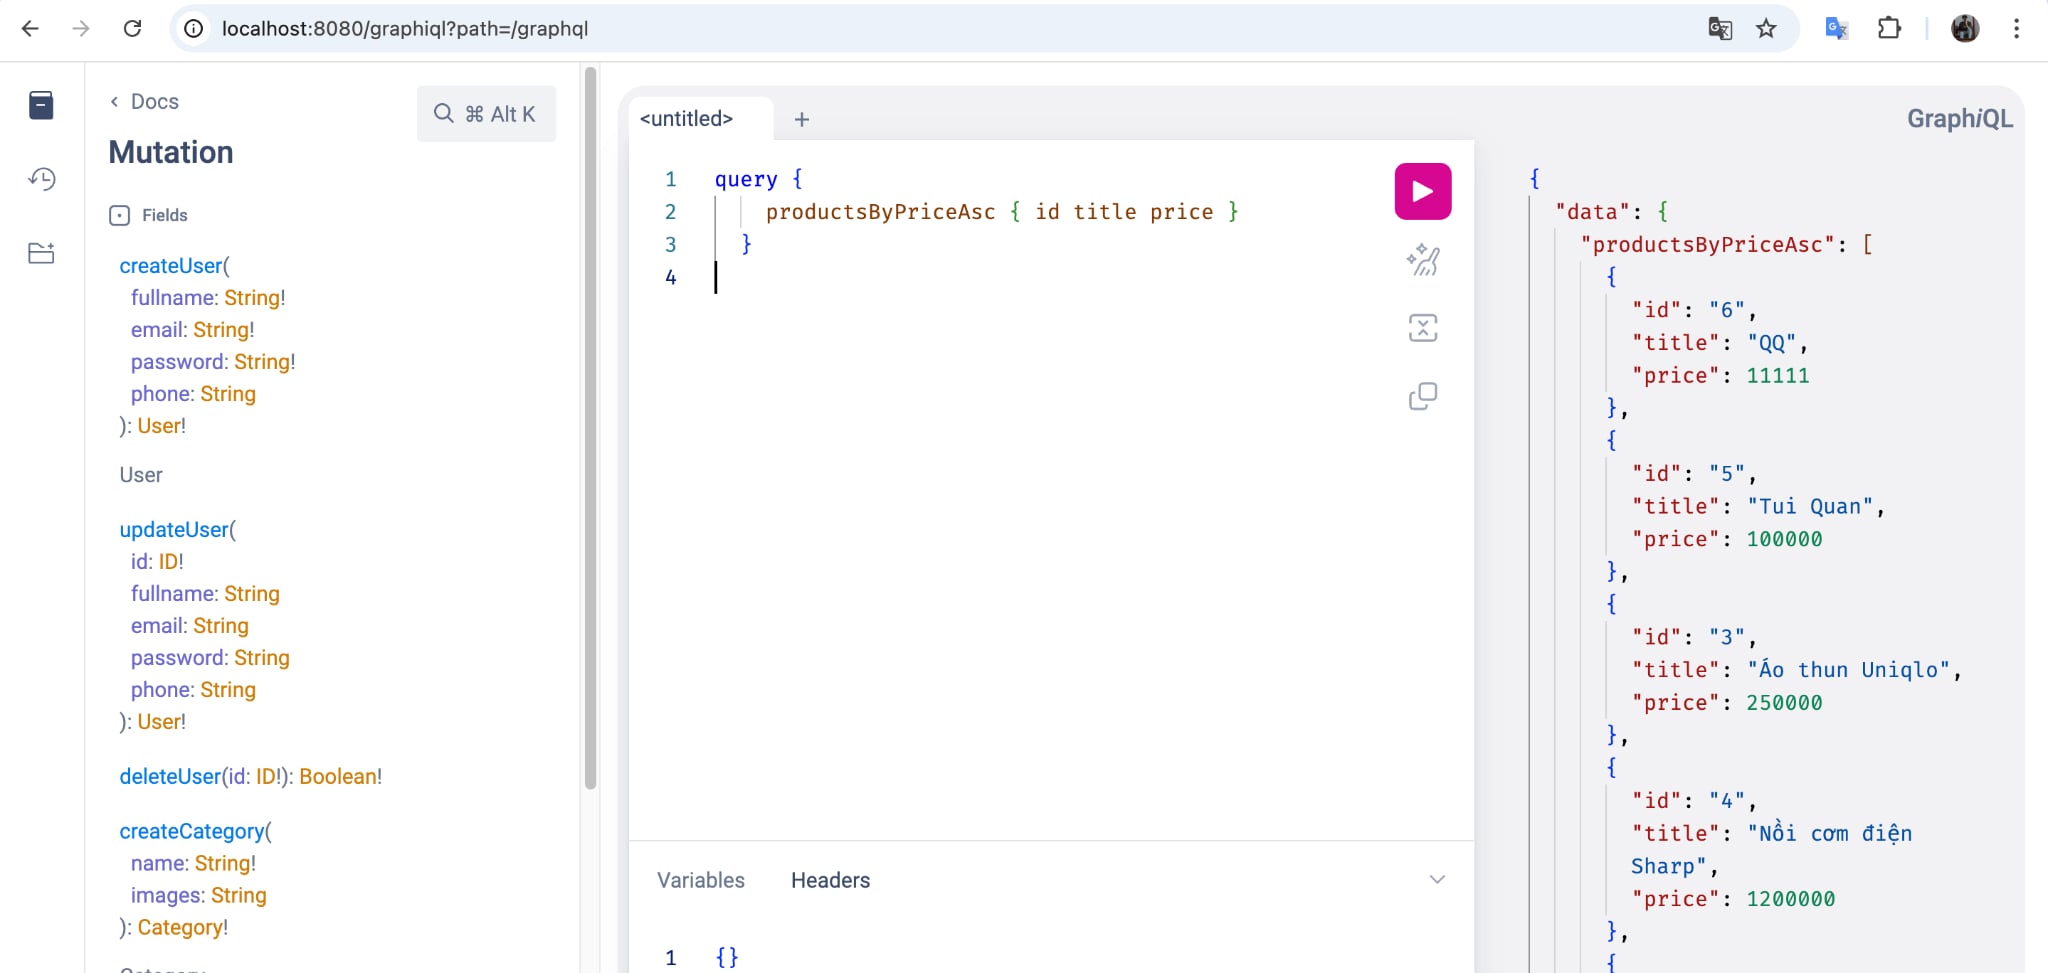 localhost:8080/graphiql?path=/graphql
Docs
⌘ Alt K
Mutation
Fields
createUser(
fullname: String!
email: String!
password: String!
phone: String
): User!
User
updateUser(
id: ID!
fullname: String
email: String
password: String
phone: String
): User!
deleteUser(id: ID!): Boolean!
createCategory(
name: String!
images: String
): Category!
<untitled>
+
GraphiQL
1 query {
2 productsByPriceAsc { id title price }
3 }
4
Variables Headers
1 {}
{
"data": {
"productsByPriceAsc": [
{
"id": "6",
"title": "QQ",
"price": 11111
},
{
"id": "5",
"title": "Tui Quan",
"price": 100000
},
{
"id": "3",
"title": "Áo thun Uniqlo",
"price": 250000
},
{
"id": "4",
"title": "Nồi cơm điện
Sharp",
"price": 1200000
},
{